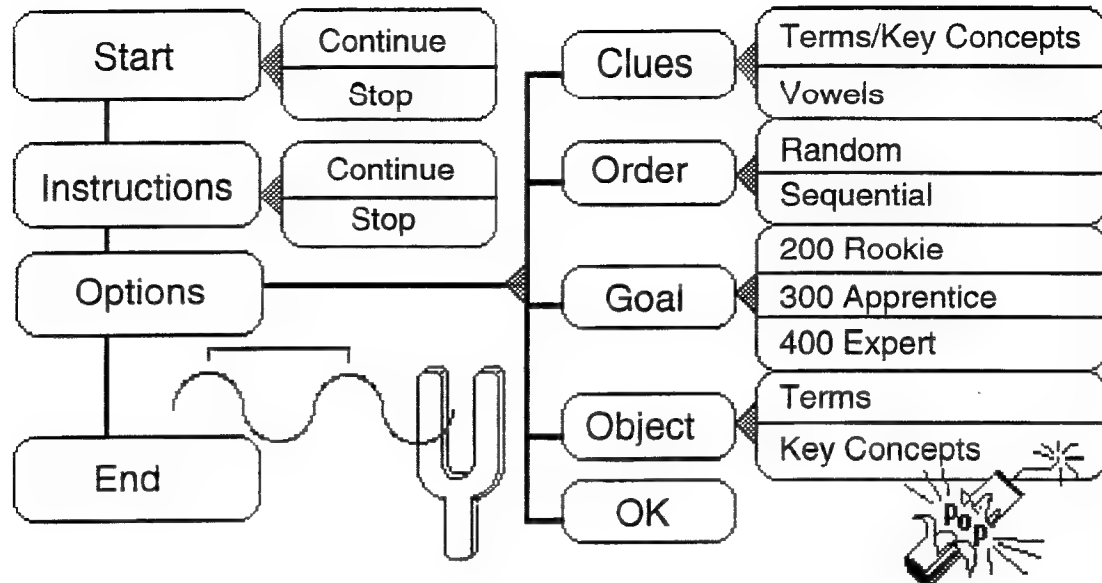 Start
Continue
Stop
Instructions
Continue
Stop
Options
End
Clues
Terms/Key Concepts
Vowels
Order
Random
Sequential
Goal
200 Rookie
300 Apprentice
400 Expert
Object
Terms
Key Concepts
OK
pop